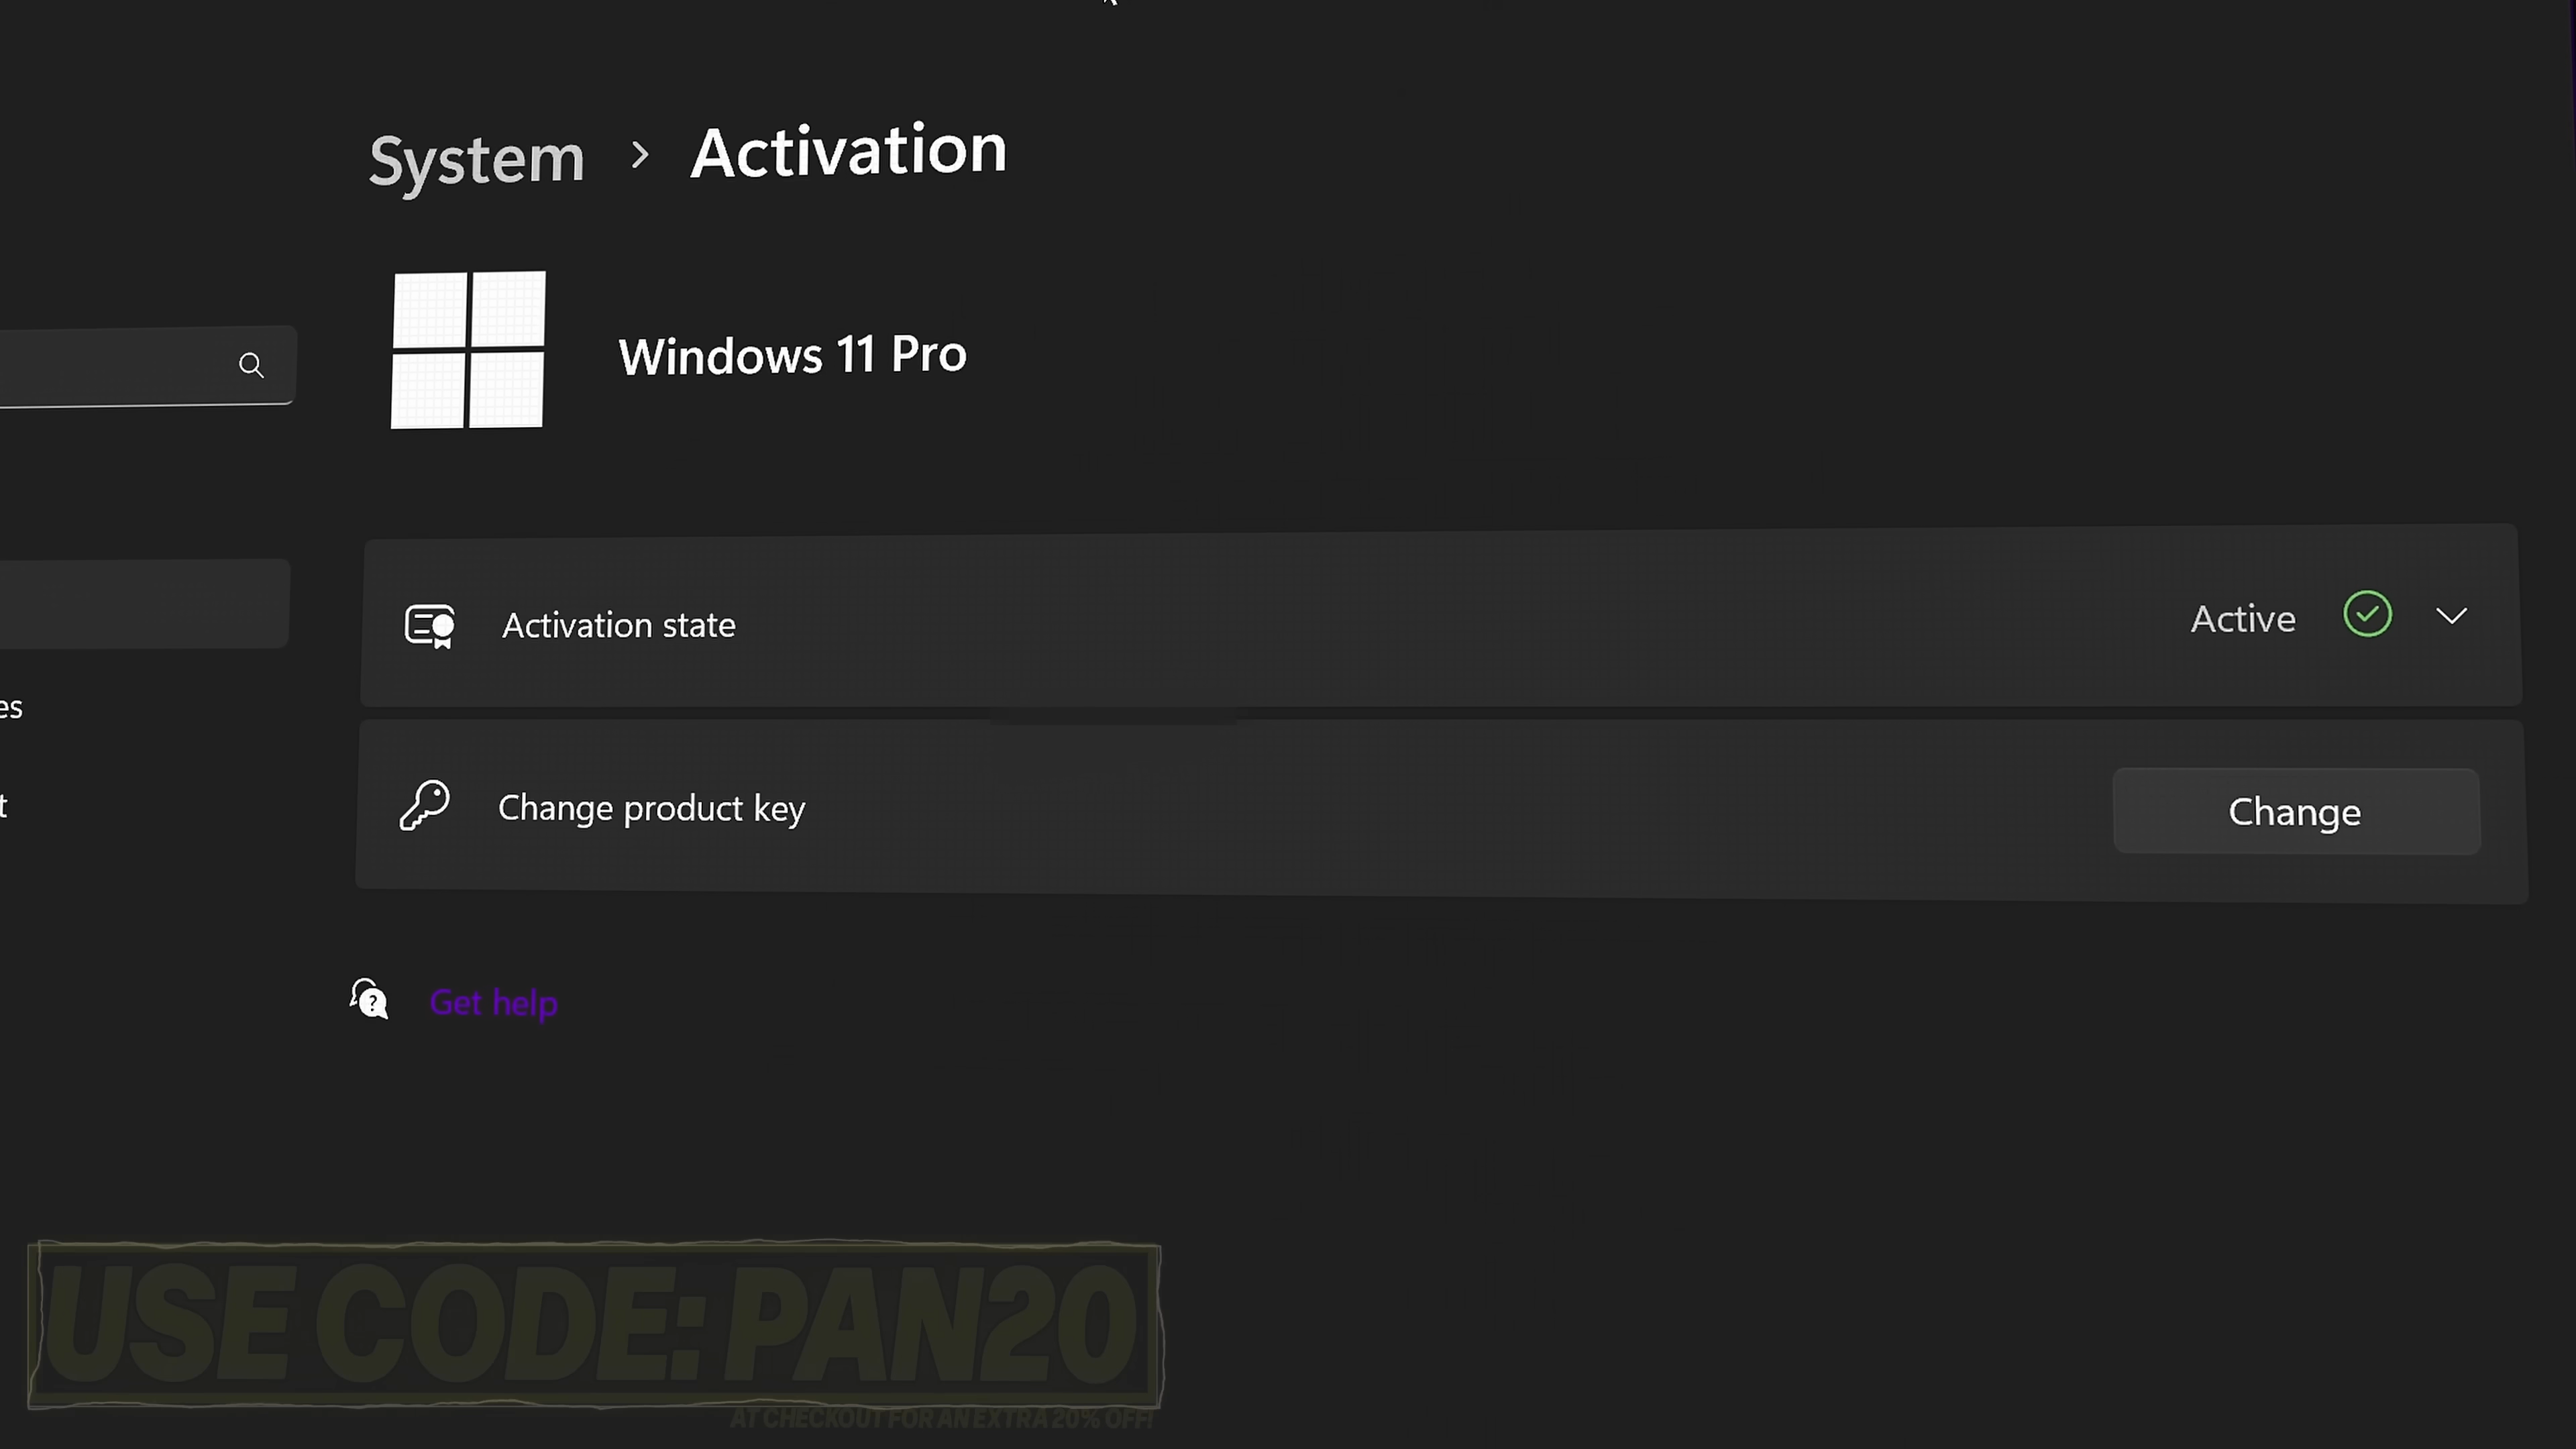 System > Activation
Windows 11 Pro
es
Activation state
Active
t
Change product key
Change
Get help
USE CODE: PAN20
AT CHECKOUT FOR AN EXTRA 20% OFF!